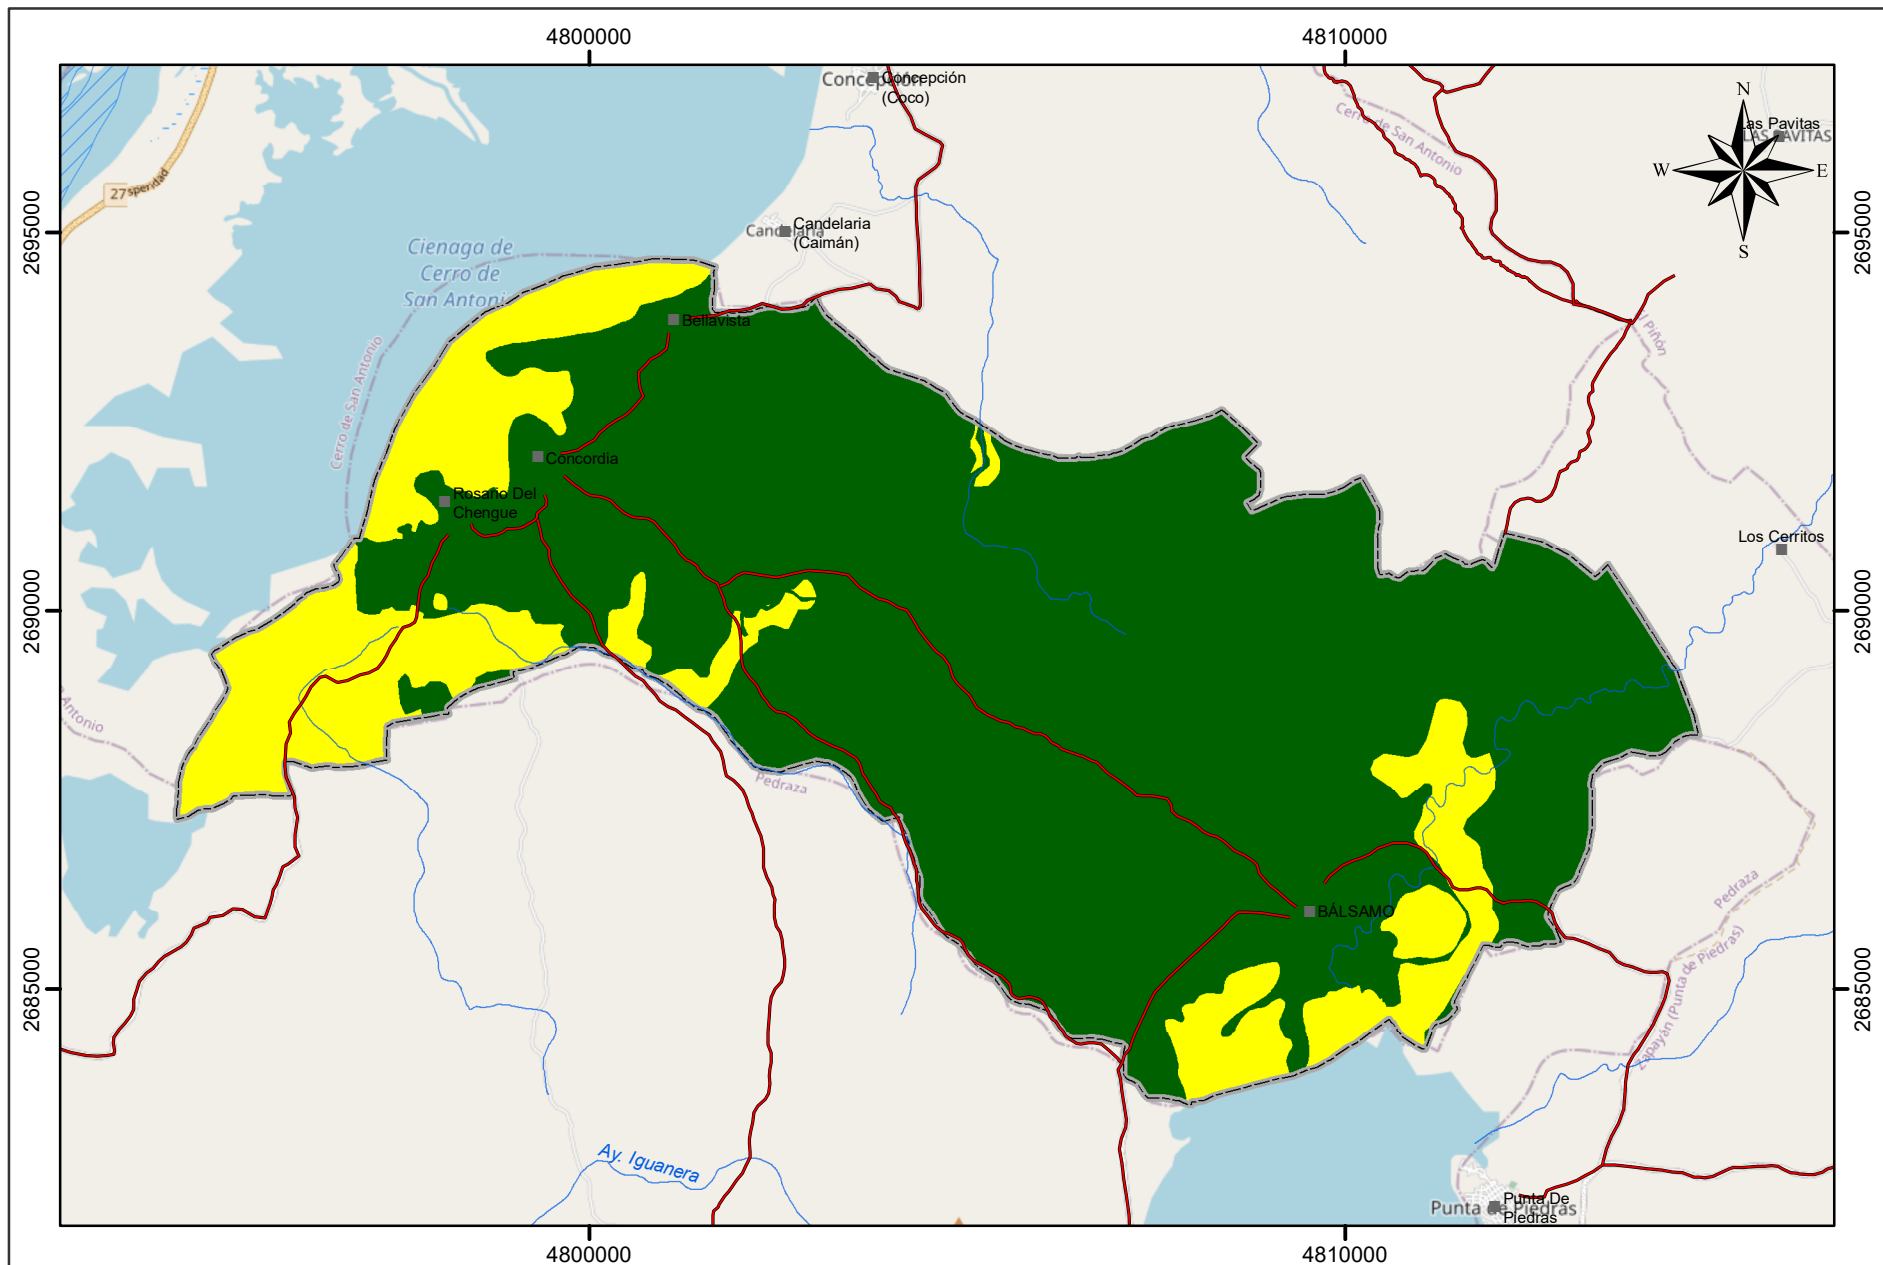 4800000
4810000
Concepción
Concepción
(Coco)
Cerro de San Antonio
N
Las Pavitas
LAS PAVITAS
W
E
S
27
speridad
2695000
2695000
Candelaria
Candelaria
(Caimán)
Cienaga de
Cerro de
San Antoni
Bellavista
Piñón
Cerro de San Antonio
Concordia
Rosario Del
Chengue
Los Cerritos
2690000
2690000
Antonio
Pedraza
Pedraza
BÁLSAMO
Zapayán (Punta de Piedras)
2685000
2685000
Ay. Iguanera
Punta De
Piedras
Punta de Piedras
4800000
4810000